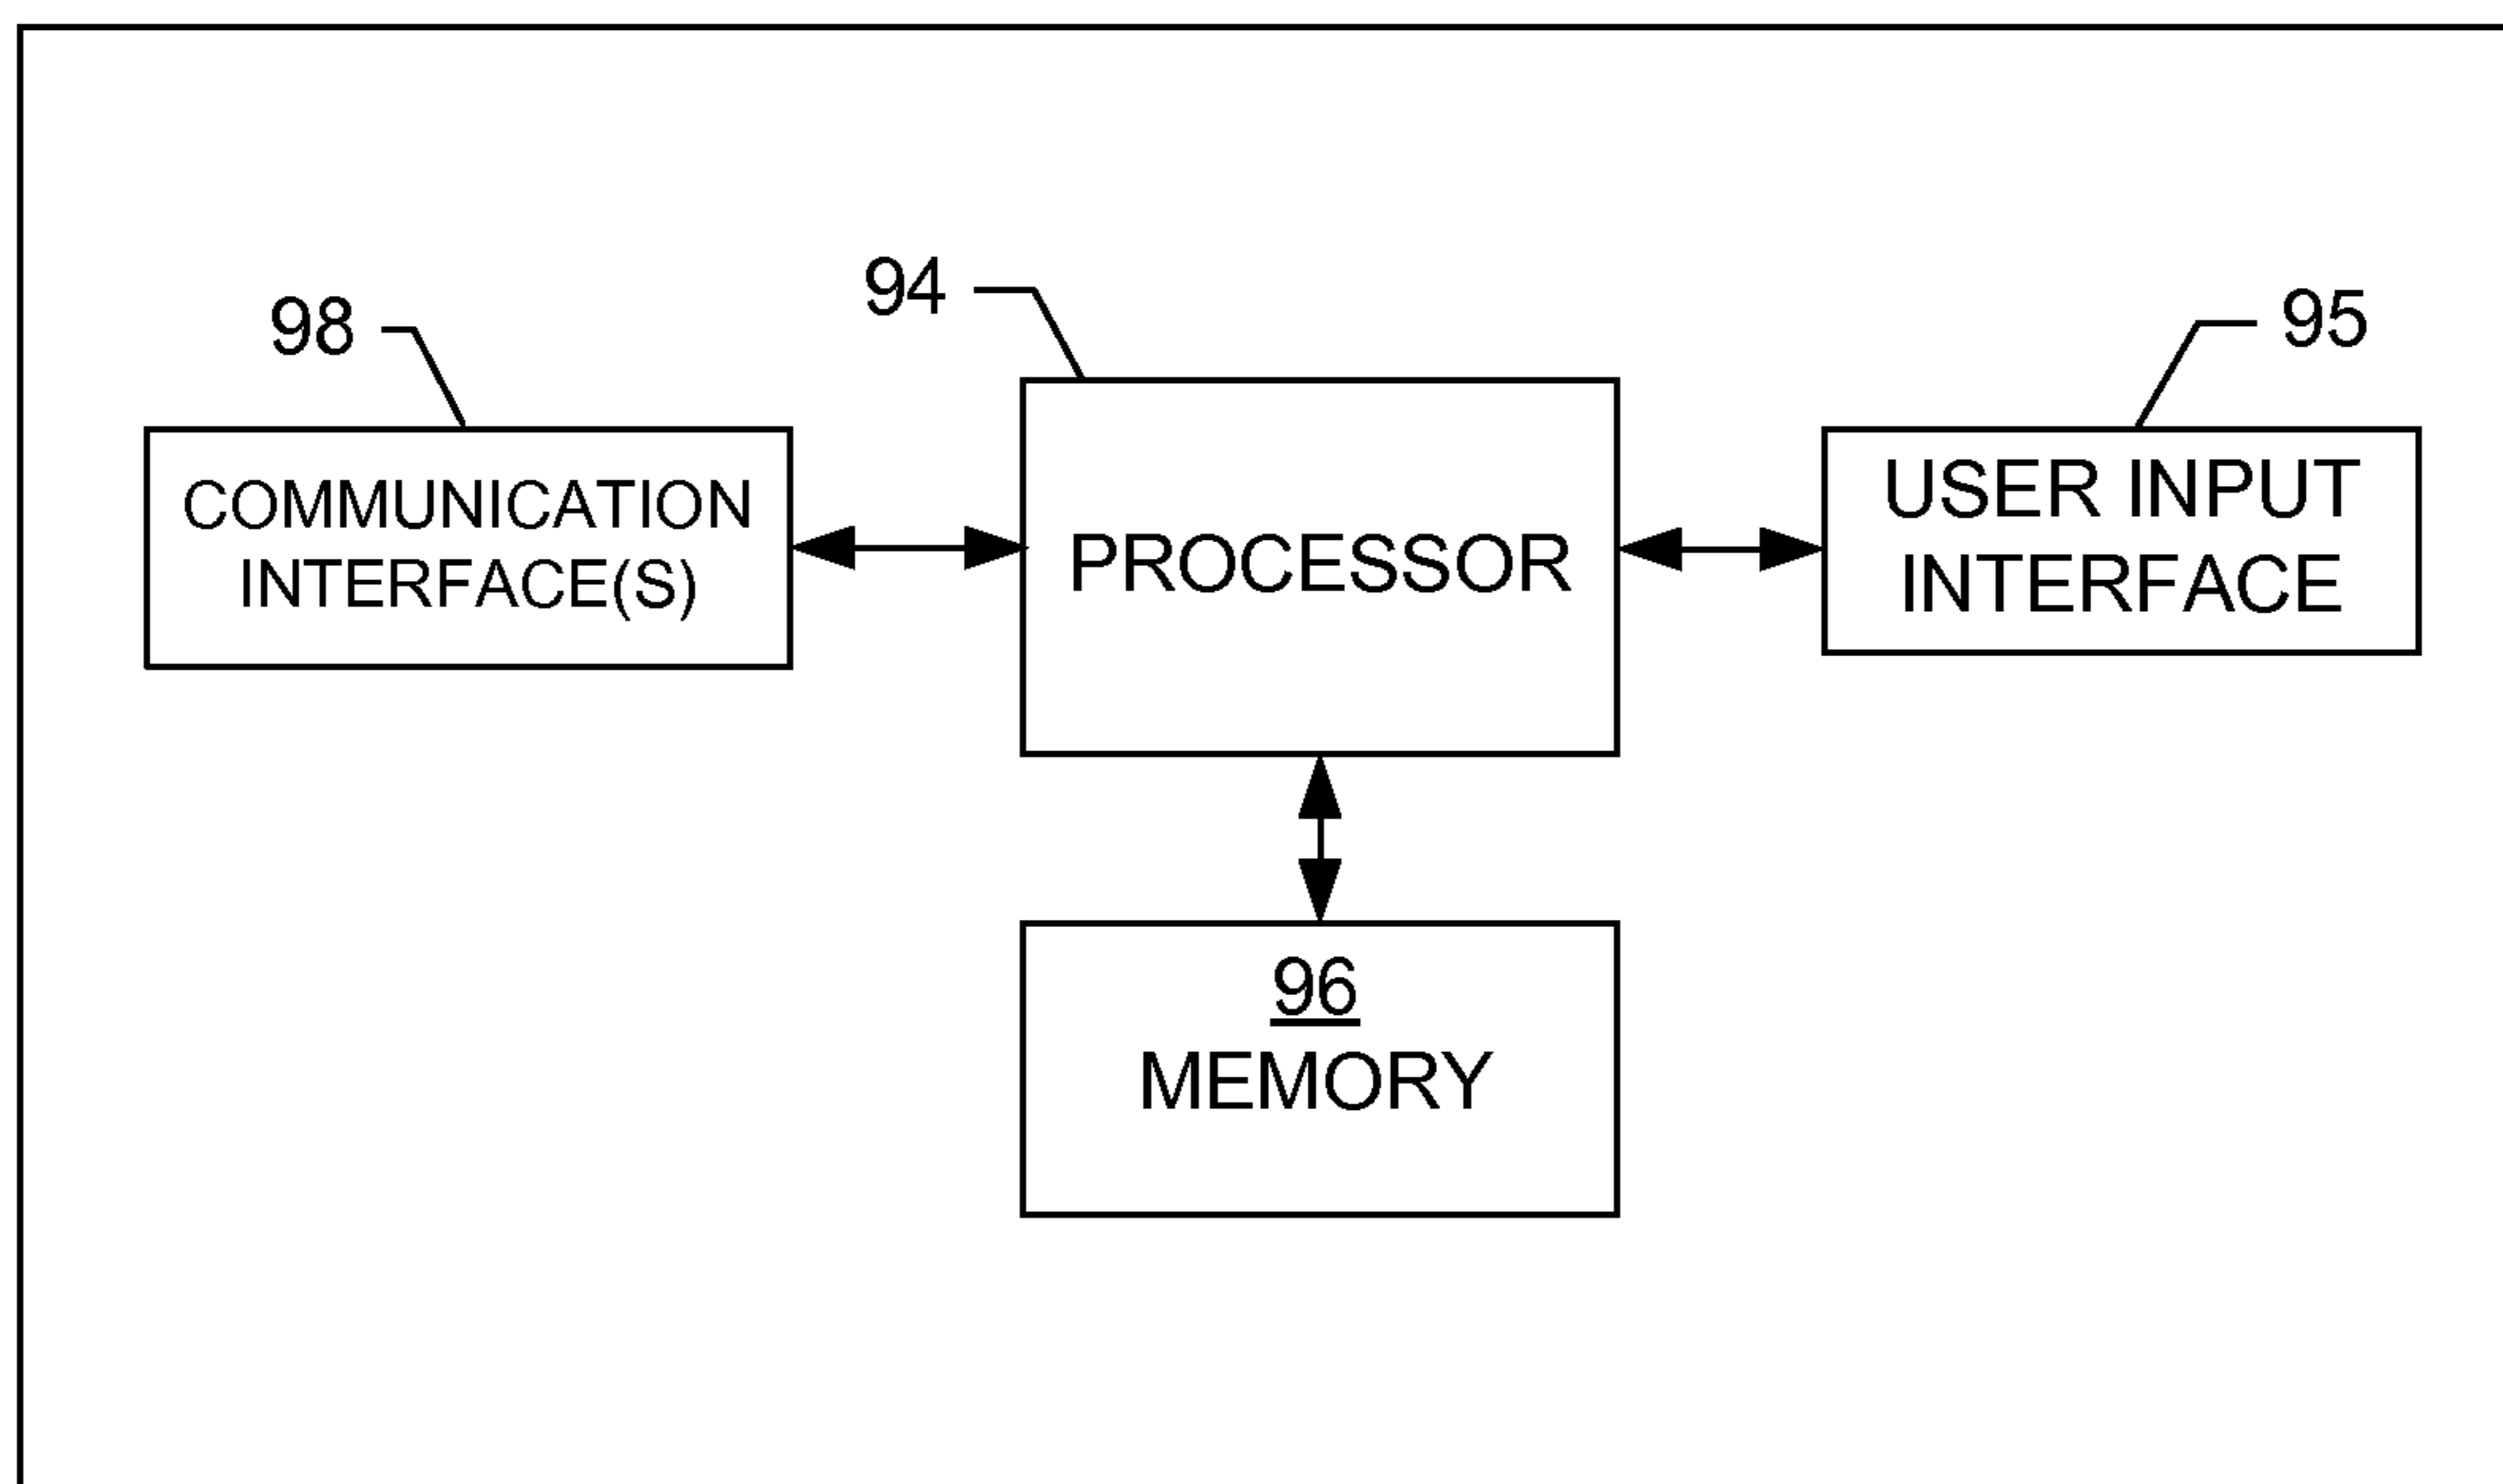 94
98
95
COMMUNICATION
INTERFACE(S)
PROCESSOR
USER INPUT
INTERFACE
96
MEMORY